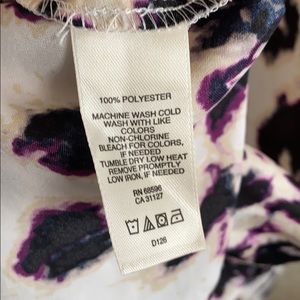 100% POLYESTER
MACHINE WASH COLD
WASH WITH LIKE
COLORS
NON-CHLORINE
BLEACH FOR COLORS,
IF NEEDED
TUMBLE DRY LOW HEAT
REMOVE PROMPTLY
LOW IRON, IF NEEDED
RN 68596
CA 31127
D126